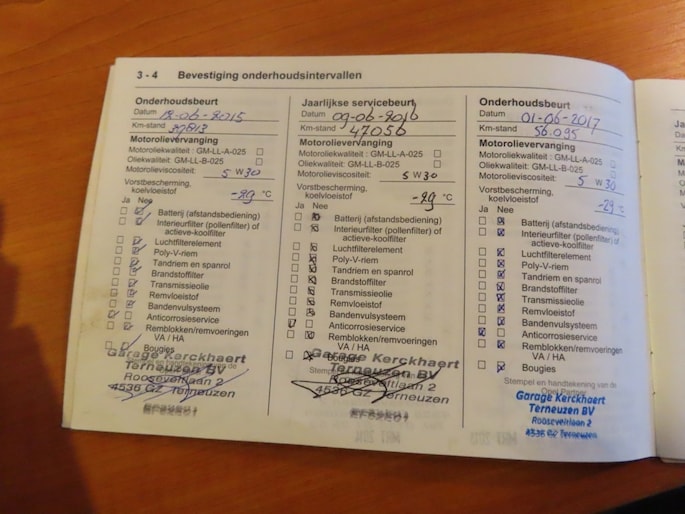 3 - 4 Bevestiging onderhoudsintervallen
Onderhoudsbeurt
Datum 12-06-2015
Km-stand 37813
Motorolievervanging
Motoroliekwaliteit : GM-LL-A-025
Oliekwaliteit: GM-LL-B-025
Motorolieviscositeit: 5 W 30
Vorstbescherming, koelvloeistof -29 °C
Ja Nee
Batterij (afstandsbediening)
Interieurfilter (pollenfilter) of
actieve-koolfilter
Luchtfilterelement
Poly-V-riem
Tandriem en spanrol
Brandstoffilter
Transmissieolie
Remvloeistof
Bandenvulsysteem
Anticorrosieservice
Remblokken/remvoeringen
VA / HA
Bougies
Garage Kerckhaert
Terneuzen BV
Rooseveltlaan 2
4536 GZ Terneuzen
Jaarlijkse servicebeurt
Datum 09-06-2016
Km-stand 47056
Motorolievervanging
Motoroliekwaliteit : GM-LL-A-025
Oliekwaliteit: GM-LL-B-025
Motorolieviscositeit: 5 W 30
Vorstbescherming,
koelvloeistof -29 °C
Ja Nee
Batterij (afstandsbediening)
Interieurfilter (pollenfilter) of
actieve-koolfilter
Luchtfilterelement
Poly-V-riem
Tandriem en spanrol
Brandstoffilter
Transmissieolie
Remvloeistof
Bandenvulsysteem
Anticorrosieservice
Remblokken/remvoeringen
VA / HA
Bougies
Garage Kerckhaert
Terneuzen BV
Rooseveltlaan 2
4536 GZ Terneuzen
Onderhoudsbeurt
Datum 01-06-2017
Km-stand 56.095
Motorolievervanging
Motoroliekwaliteit : GM-LL-A-025
Oliekwaliteit: GM-LL-B-025
Motorolieviscositeit: 5 W 30
Vorstbescherming,
koelvloeistof -29 °C
Ja Nee
Batterij (afstandsbediening)
Interieurfilter (pollenfilter) of
actieve-koolfilter
Luchtfilterelement
Poly-V-riem
Tandriem en spanrol
Brandstoffilter
Transmissieolie
Remvloeistof
Bandenvulsysteem
Anticorrosieservice
Remblokken/remvoeringen
VA / HA
Bougies
Stempel en handtekening van de
Opel Partner
Garage Kerckhaert
Terneuzen BV
Rooseveltlaan 2
4536 GZ Terneuzen